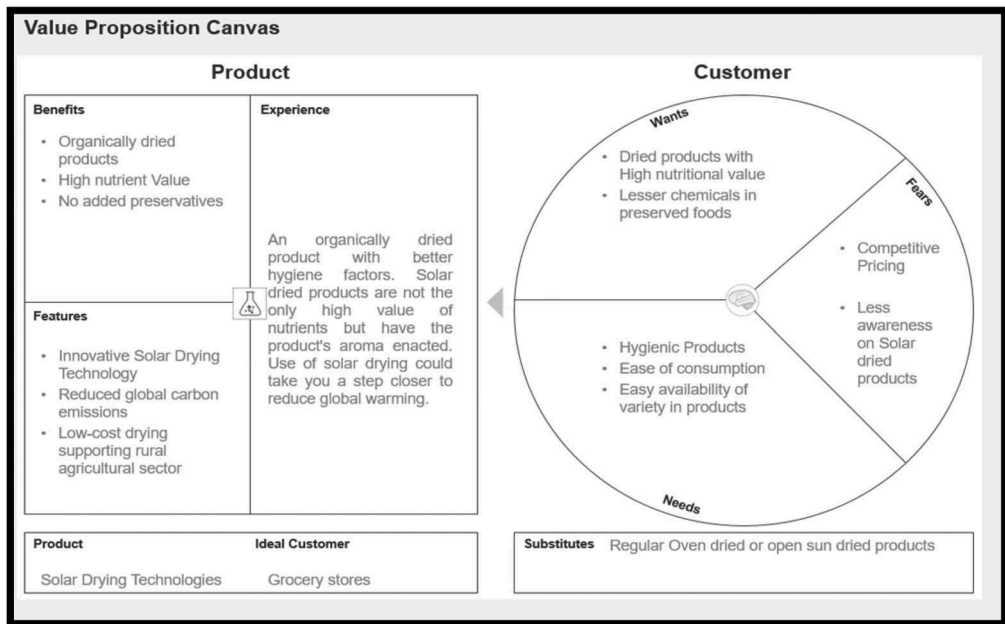 Value Proposition Canvas
Product
Benefits
• Organically dried
products
• High nutrient Value
• No added preservatives
Features
• Innovative Solar Drying
Technology
• Reduced global carbon
emissions
• Low-cost drying
supporting rural
agricultural sector
Experience
An organically dried
product with better
hygiene factors. Solar
dried products are not the
only high value of
nutrients but have the
product's aroma enacted.
Use of solar drying could
take you a step closer to
reduce global warming.
Customer
Wants
• Dried products with
High nutritional value
• Lesser chemicals in
preserved foods
Fears
• Competitive
Pricing
• Less
awareness
on Solar
dried
products
• Hygienic Products
• Ease of consumption
• Easy availability of
variety in products
Needs
Product
Solar Drying Technologies
Ideal Customer
Grocery stores
Substitutes Regular Oven dried or open sun dried products